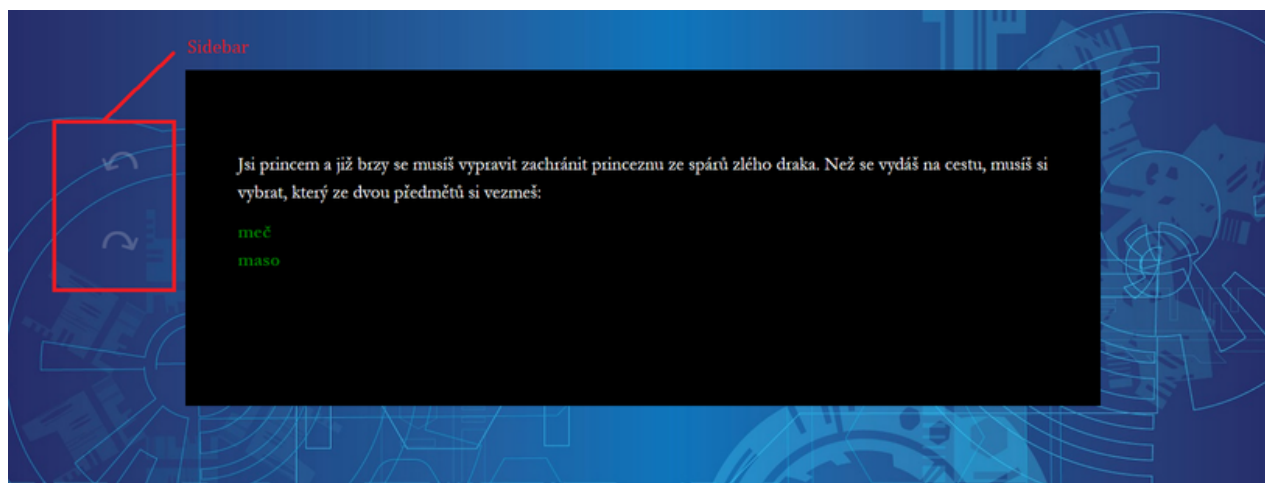 Sidebar
Jsi princem a již brzy se musíš vypravit zachránit princeznu ze spárů zlého draka. Než se vydáš na cestu, musíš si
vybrat, který ze dvou předmětů si vezmeš:
meč
maso